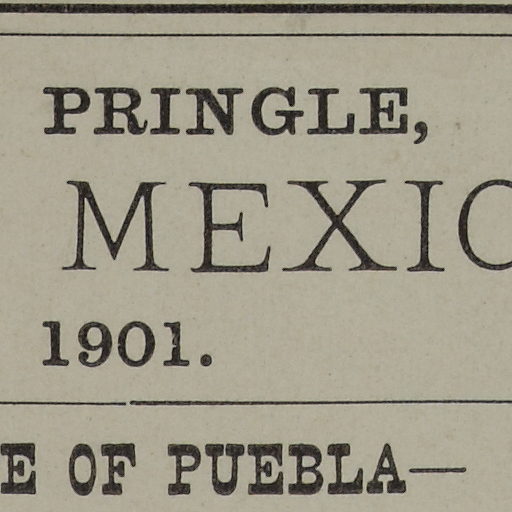 PRINGLE,
MEXIC
1901.
E OF PUEBLA—